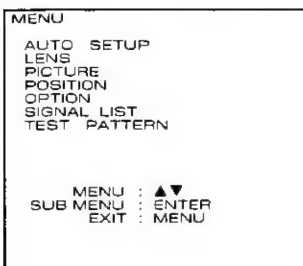 MENU
AUTO SETUP
LENS
PICTURE
POSITION
OPTION
SIGNAL LIST
TEST PATTERN
MENU : ▲▼
SUB MENU : ENTER
EXIT : MENU